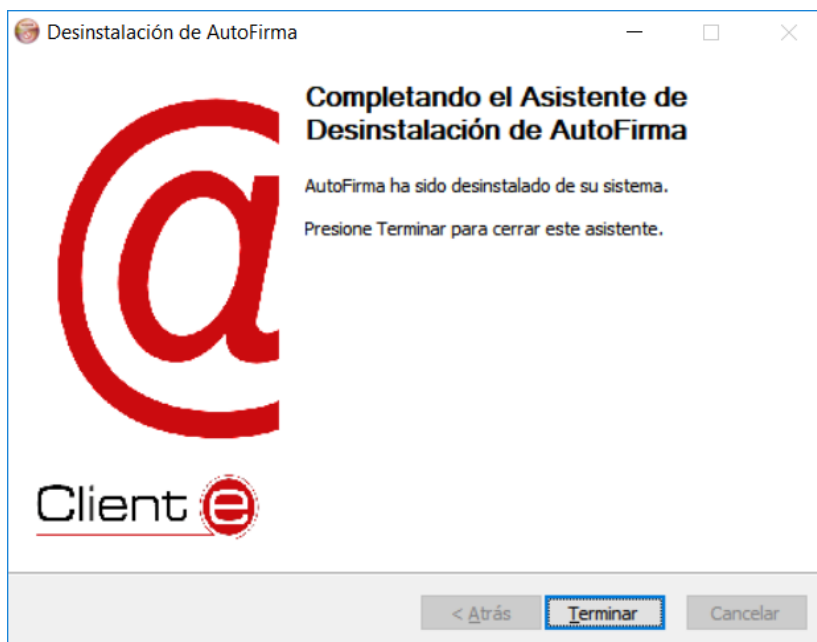 Desinstalación de AutoFirma
Completando el Asistente de
Desinstalación de AutoFirma
AutoFirma ha sido desinstalado de su sistema.
Presione Terminar para cerrar este asistente.
@
Client e
< Atrás
Terminar
Cancelar